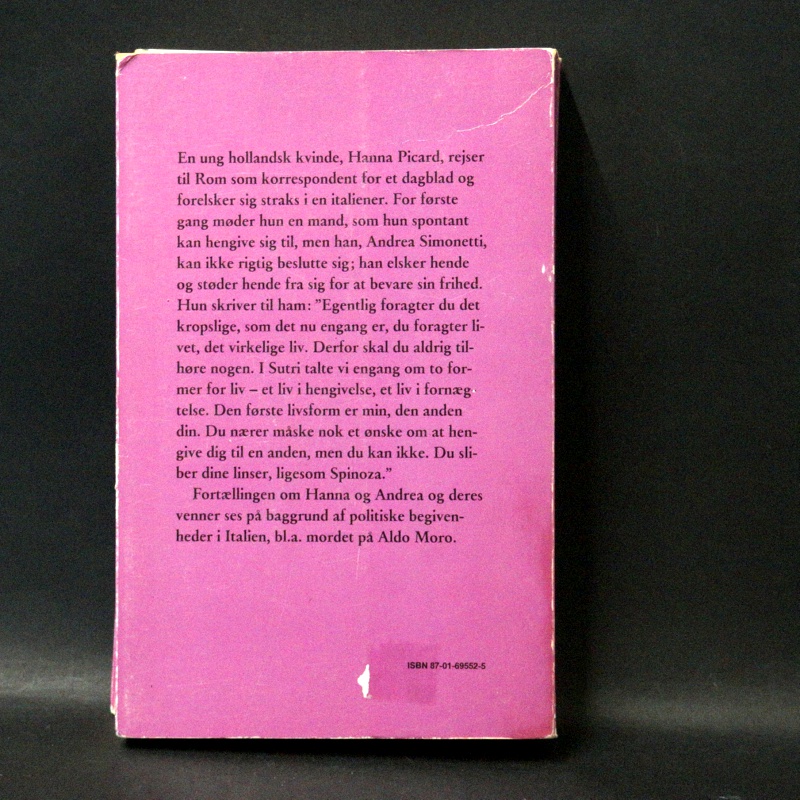 En ung hollandsk kvinde, Hanna Picard, rejser
til Rom som korrespondent for et dagblad og
forelsker sig straks i en italiener. For første
gang møder hun en mand, som hun spontant
kan hengive sig til, men han, Andrea Simonetti,
kan ikke rigtig beslutte sig; han elsker hende
og støder hende fra sig for at bevare sin frihed.
Hun skriver til ham: ”Egentlig foragter du det
kropslige, som det nu engang er, du foragter li-
vet, det virkelige liv. Derfor skal du aldrig til-
høre nogen. I Sutri talte vi engang om to for-
mer for liv – et liv i hengivelse, et liv i fornæg-
telse. Den første livsform er min, den anden
din. Du nærer måske nok et ønske om at hen-
give dig til en anden, men du kan ikke. Du sli-
ber dine linser, ligesom Spinoza.”
Fortællingen om Hanna og Andrea og deres
venner ses på baggrund af politiske begiven-
heder i Italien, bl.a. mordet på Aldo Moro.
ISBN 87-01-69552-5